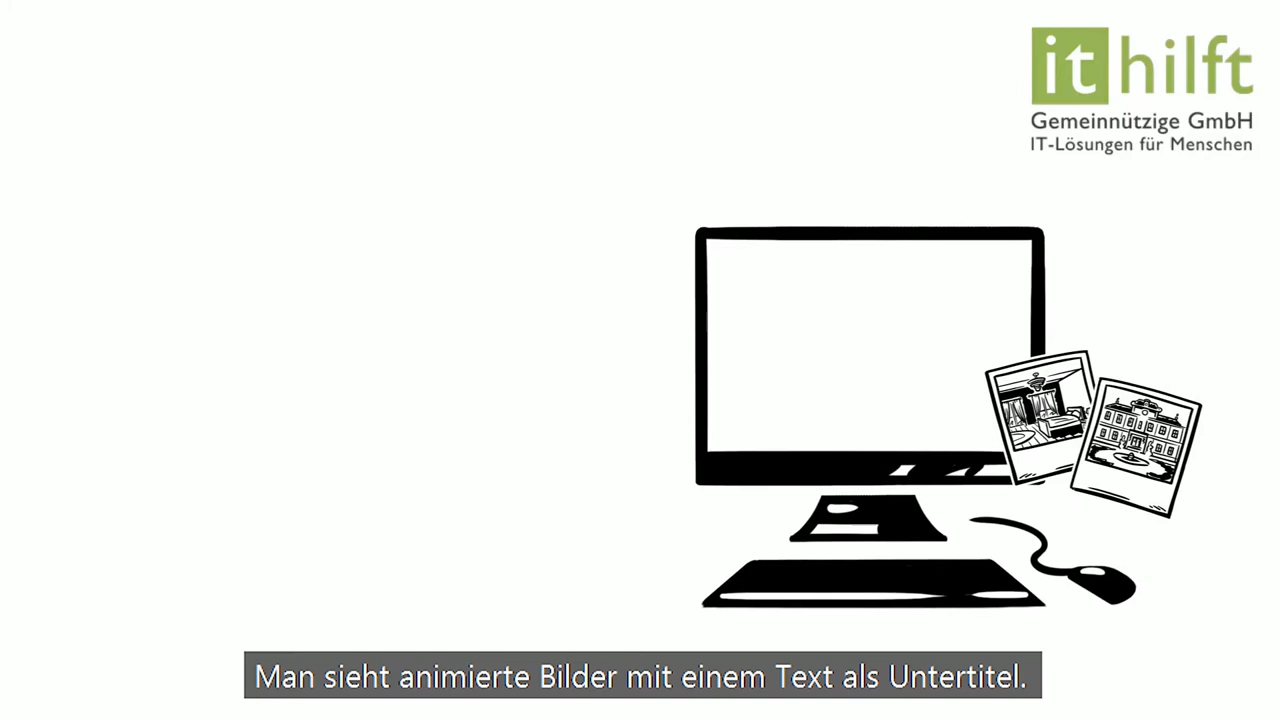 it hilft
Gemeinnützige GmbH
IT-Lösungen für Menschen
Man sieht animierte Bilder mit einem Text als Untertitel.